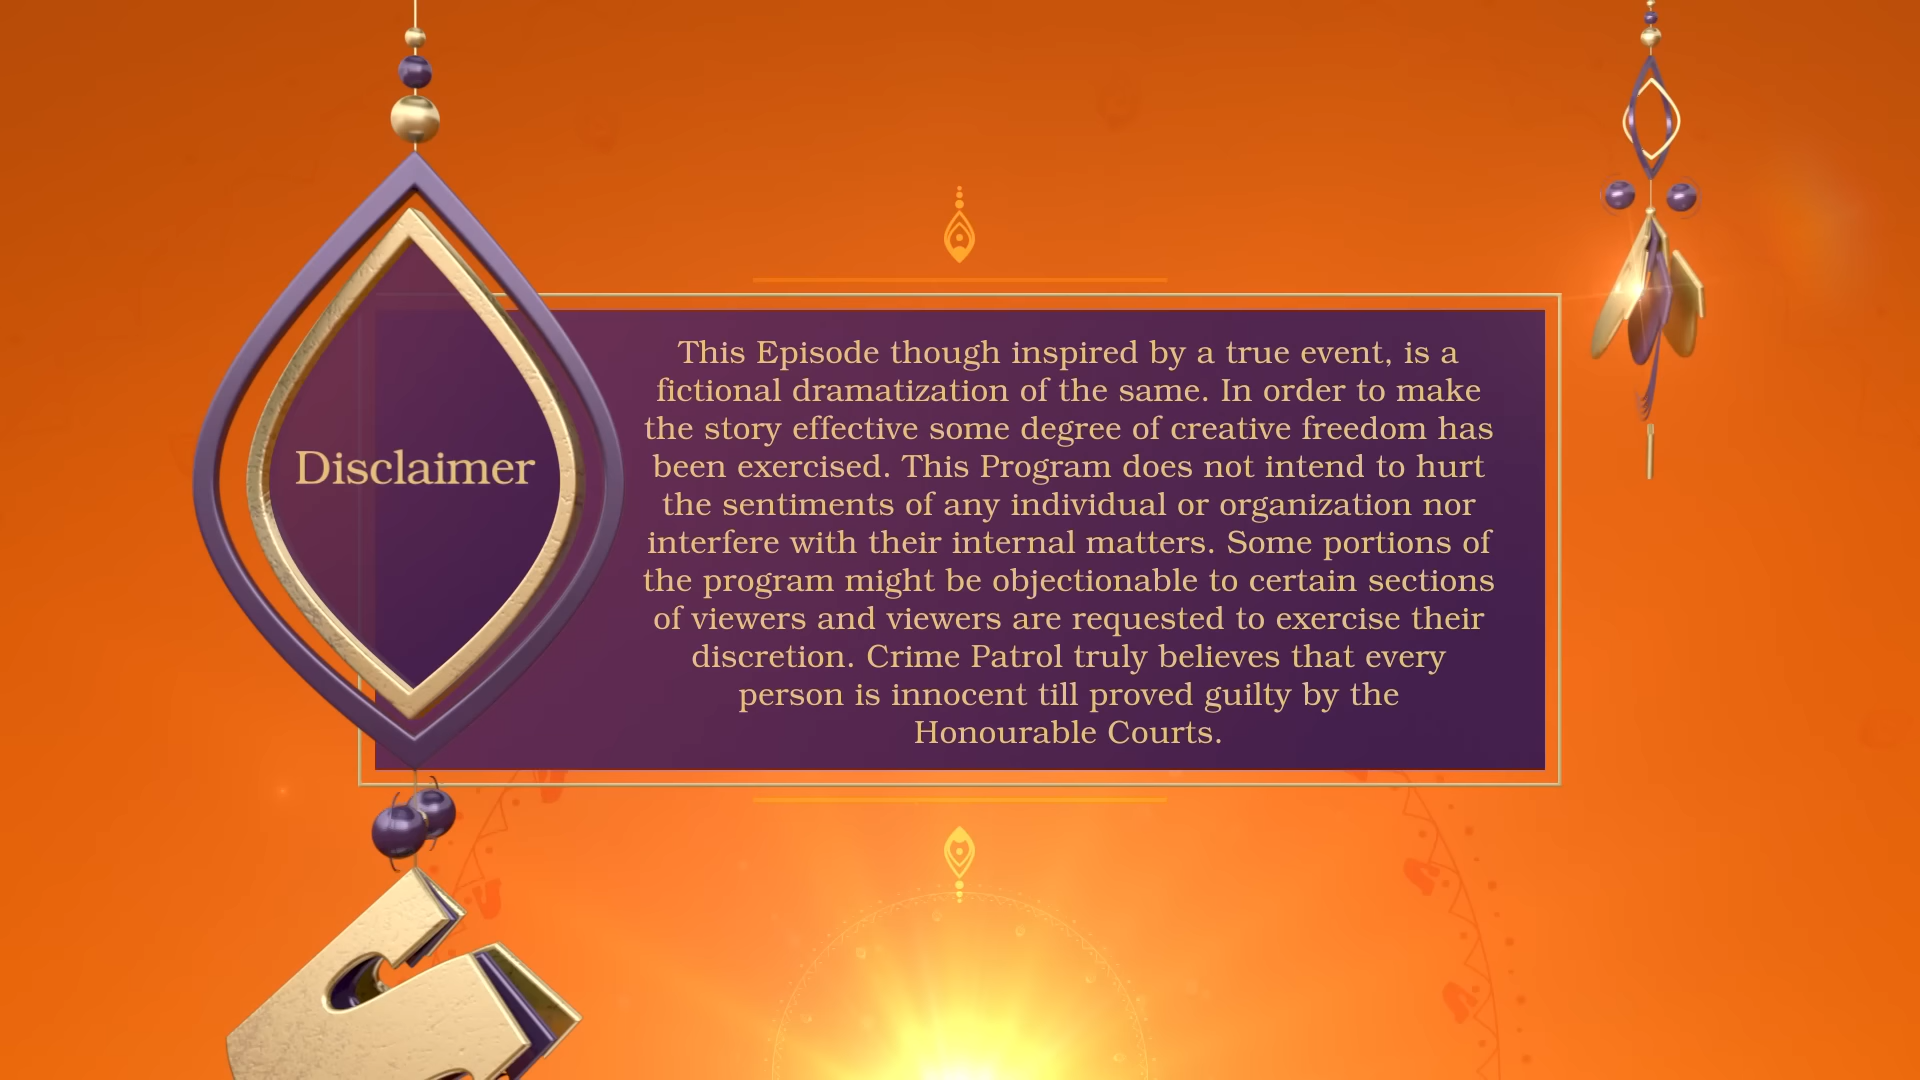 Disclaimer
This Episode though inspired by a true event, is a
fictional dramatization of the same. In order to make
the story effective some degree of creative freedom has
been exercised. This Program does not intend to hurt
the sentiments of any individual or organization nor
interfere with their internal matters. Some portions of
the program might be objectionable to certain sections
of viewers and viewers are requested to exercise their
discretion. Crime Patrol truly believes that every
person is innocent till proved guilty by the
Honourable Courts.